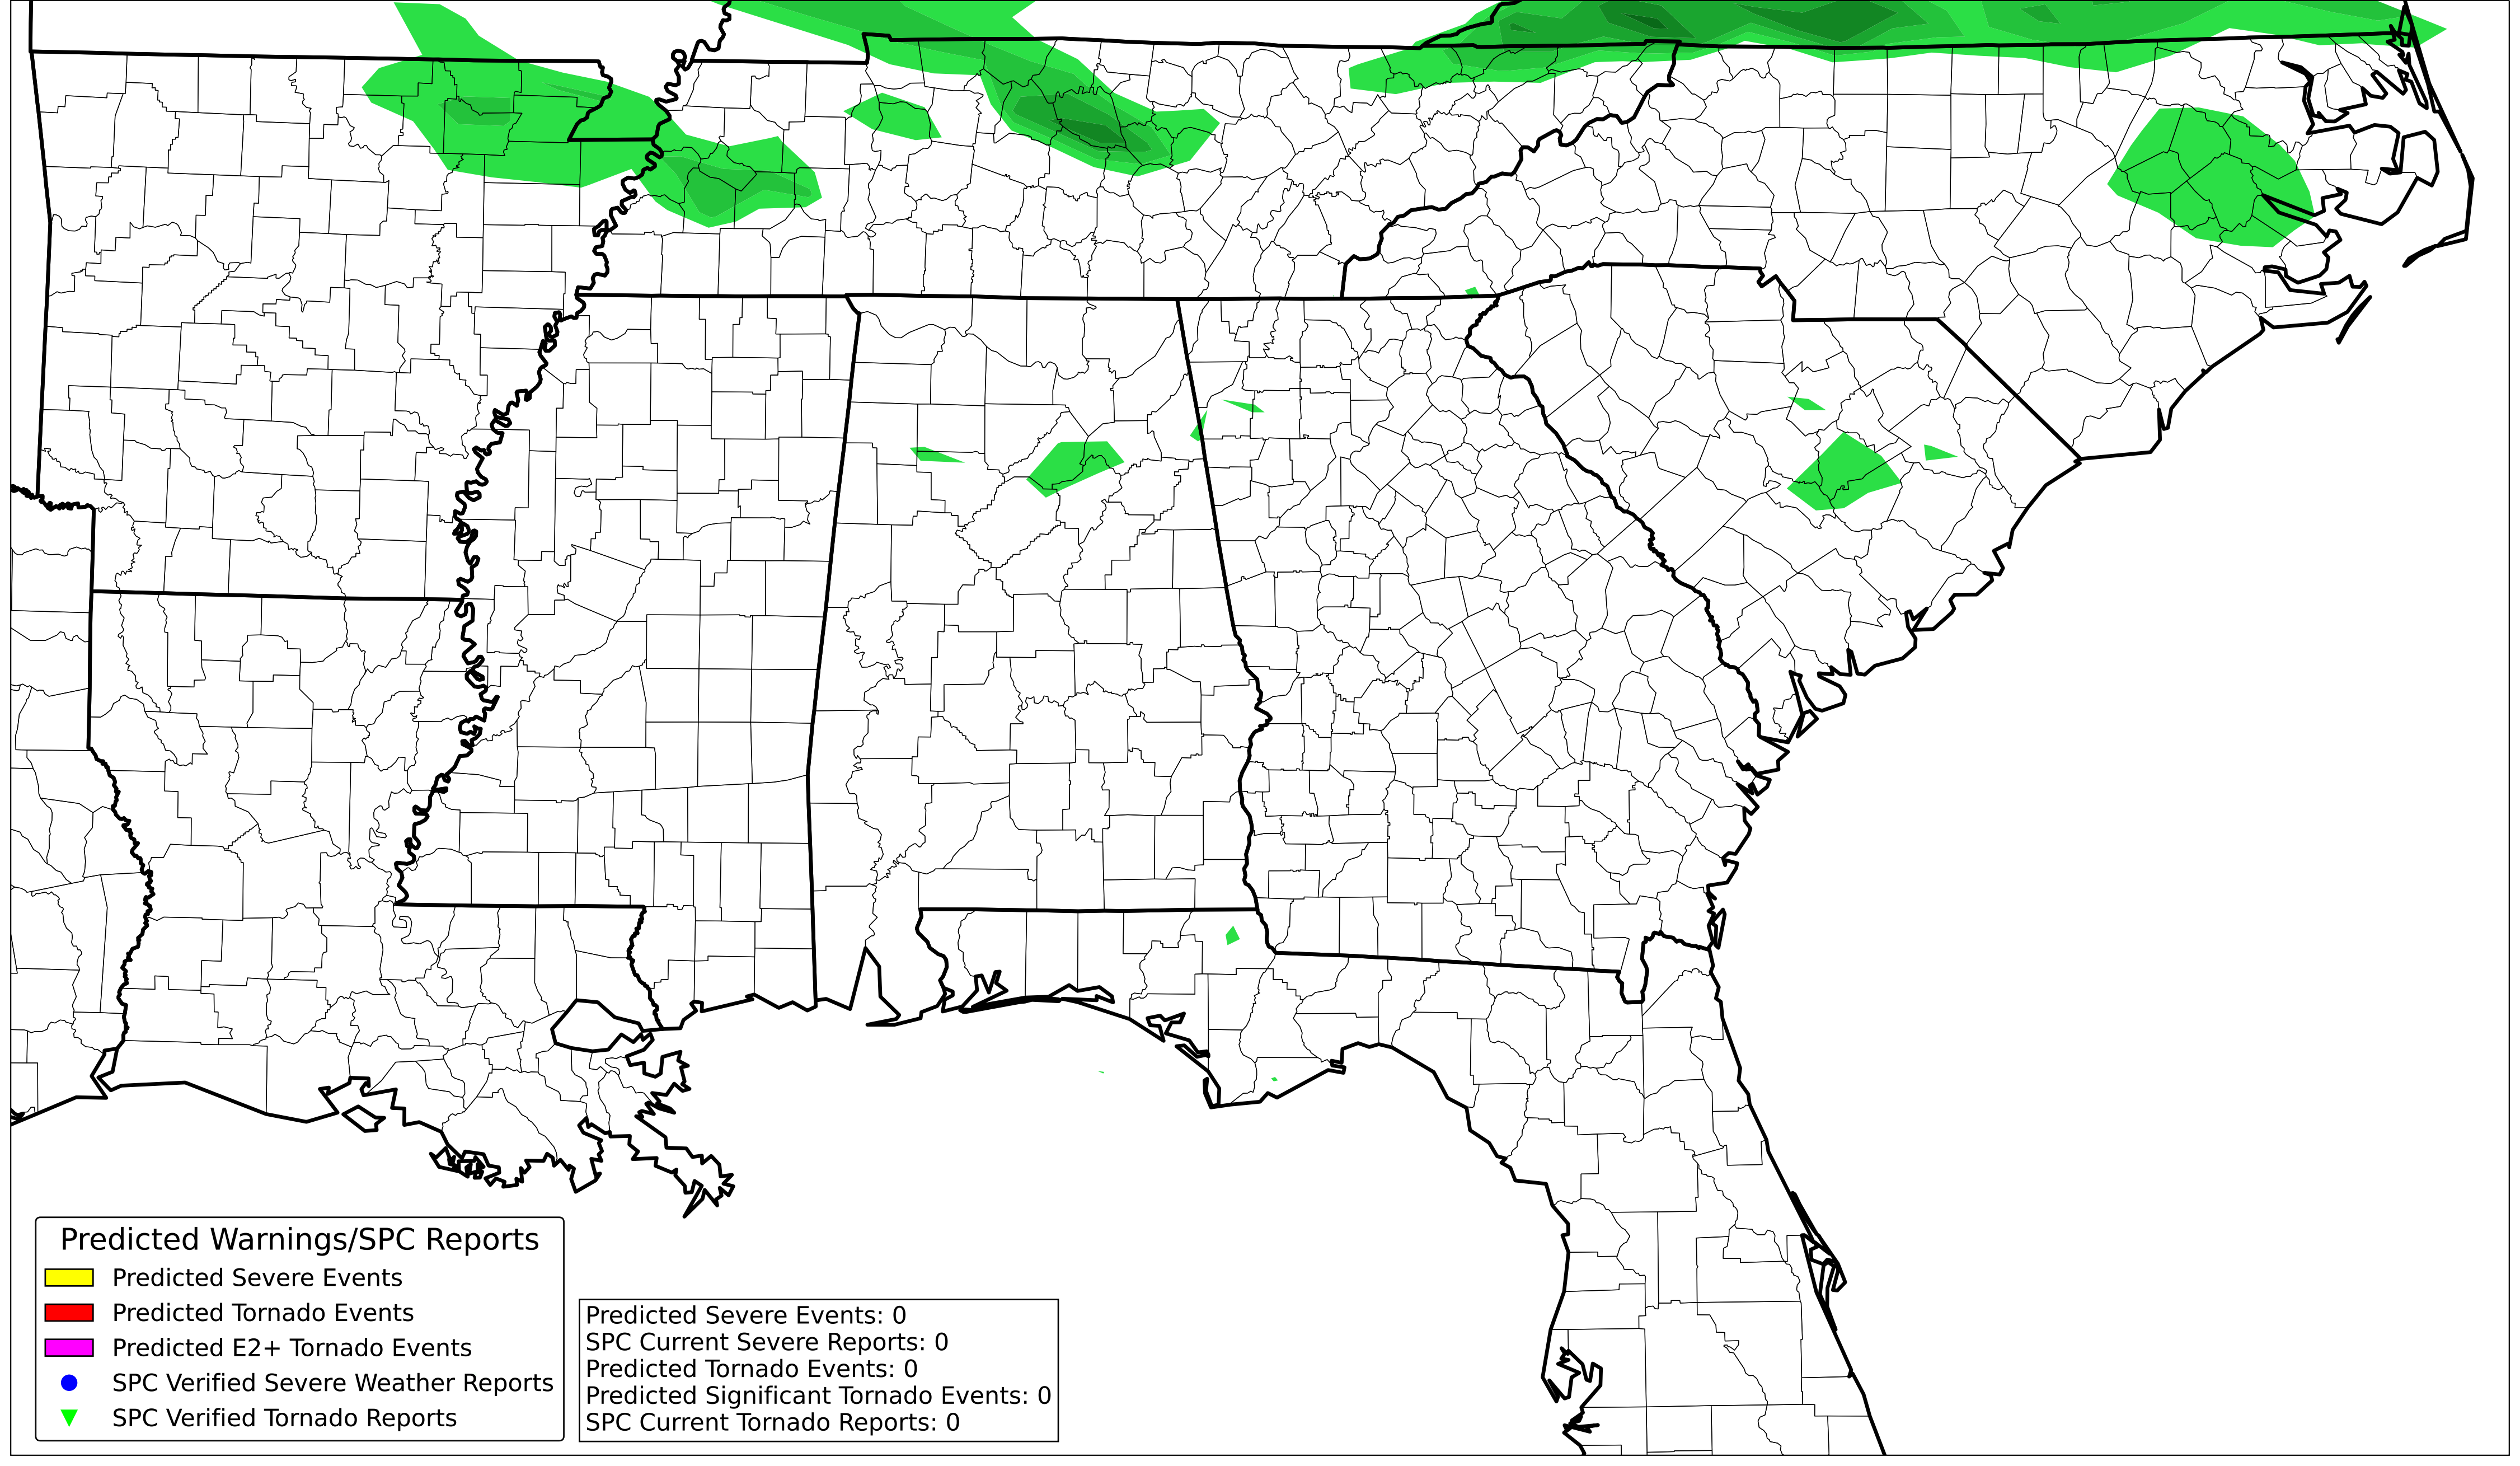 Predicted Warnings/SPC Reports
Predicted Severe Events
Predicted Tornado Events
Predicted E2+ Tornado Events
SPC Verified Severe Weather Reports
SPC Verified Tornado Reports
Predicted Severe Events: 0
SPC Current Severe Reports: 0
Predicted Tornado Events: 0
Predicted Significant Tornado Events: 0
SPC Current Tornado Reports: 0